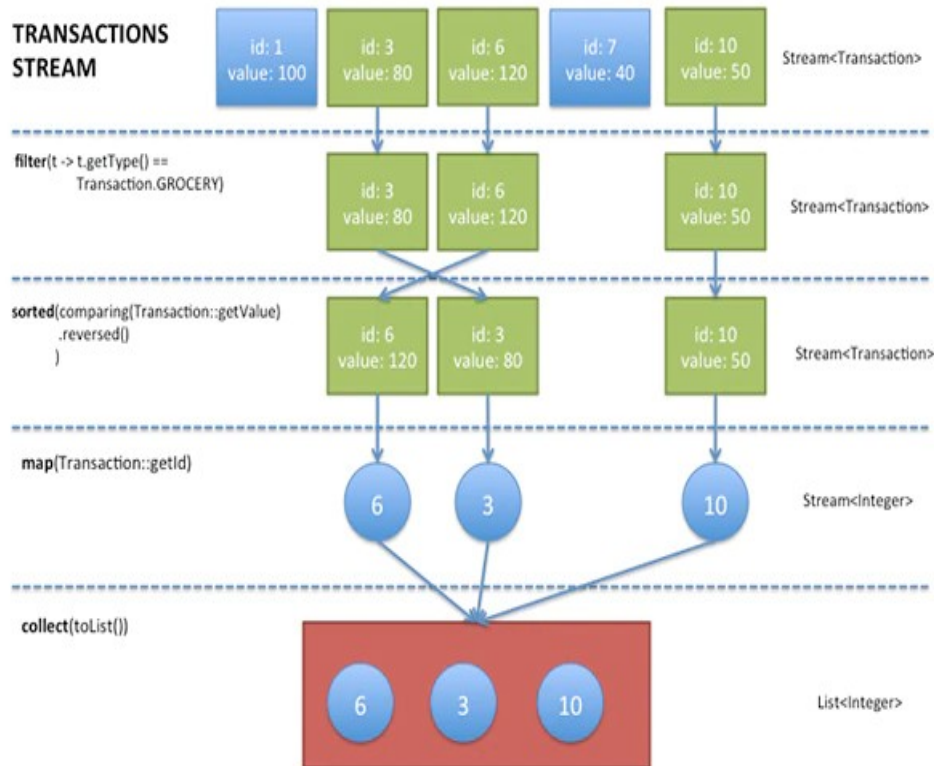 TRANSACTIONS
STREAM
id: 1
value: 100
id: 3
value: 80
id: 6
value: 120
id: 7
value: 40
id: 10
value: 50
Stream<Transaction>
filter(t -> t.getType() ==
Transaction.GROCERY)
id: 3
value: 80
id: 6
value: 120
id: 10
value: 50
Stream<Transaction>
sorted(comparing(Transaction::getValue)
.reversed()
)
id: 6
value: 120
id: 3
value: 80
id: 10
value: 50
Stream<Transaction>
map(Transaction::getId)
6
3
10
Stream<Integer>
collect(toList())
6
3
10
List<Integer>